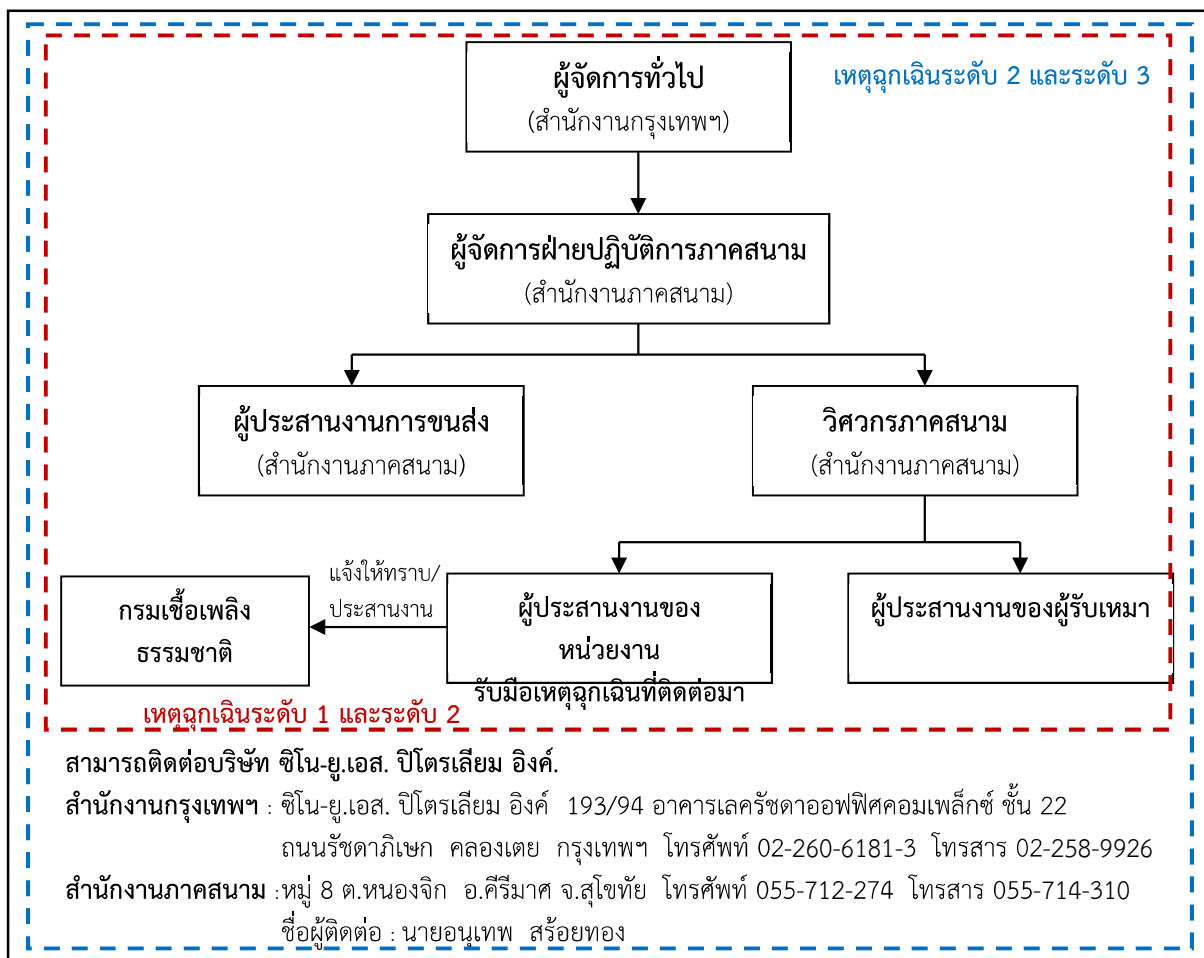 ผู้จัดการทั่วไป
(สำนักงานกรุงเทพฯ)
เหตุฉุกเฉินระดับ 2 และระดับ 3
ผู้จัดการฝ่ายปฏิบัติการภาคสนาม
(สำนักงานภาคสนาม)
ผู้ประสานงานการขนส่ง
(สำนักงานภาคสนาม)
วิศวกรภาคสนาม
(สำนักงานภาคสนาม)
กรมเชื้อเพลิง
ธรรมชาติ
แจ้งให้ทราบ/
ประสานงาน
ผู้ประสานงานของ
หน่วยงาน
รับมือเหตุฉุกเฉินที่ติดต่อมา
ผู้ประสานงานของผู้รับเหมา
เหตุฉุกเฉินระดับ 1 และระดับ 2
สามารถติดต่อบริษัท ซิโน-ยู.เอส. ปิโตรเลียม อิงค์.
สำนักงานกรุงเทพฯ : ซิโน-ยู.เอส. ปิโตรเลียม อิงค์ 193/94 อาคารเลครัชดาออฟฟิศคอมเพล็กซ์ ชั้น 22
ถนนรัชดาภิเษก คลองเตย กรุงเทพฯ โทรศัพท์ 02-260-6181-3 โทรสาร 02-258-9926
สำนักงานภาคสนาม :หมู่ 8 ต.หนองจิก อ.คีรีมาศ จ.สุโขทัย โทรศัพท์ 055-712-274 โทรสาร 055-714-310
ชื่อผู้ติดต่อ : นายอนุเทพ สร้อยทอง